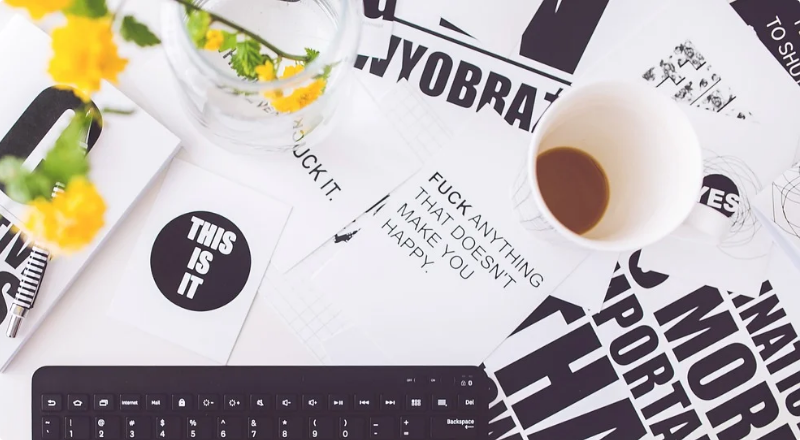 TO SHU
NYOBRA
UCK IT.
YES
FUCK ANYTHING
THAT DOESN'T
MAKE YOU
HAPPY.
THIS
IS
IT
MOR
PORTA
NAT
Internet
Mail
Del
Backspace